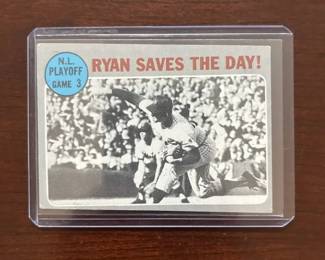 N.L.
PLAYOFF
GAME 3
RYAN SAVES THE DAY!